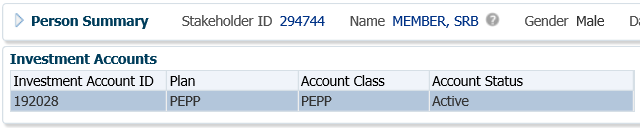 Person Summary Stakeholder ID 294744 Name MEMBER, SRB ? Gender Male
Investment Accounts
Investment Account ID Plan Account Class Account Status
192028 PEPP PEPP Active